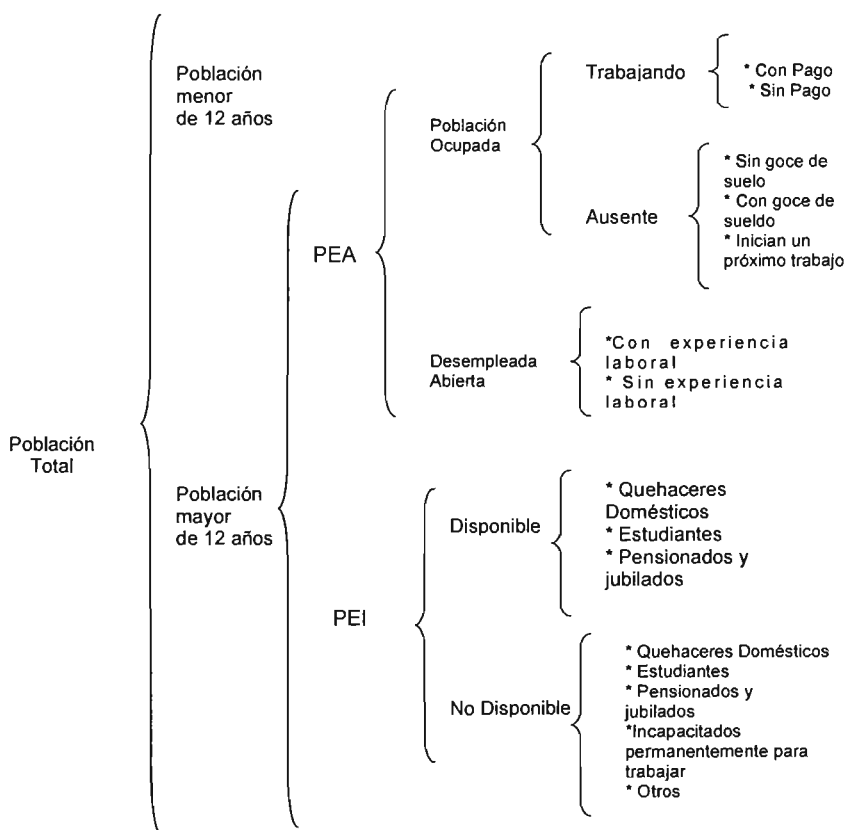 Población
Total
Población
menor
de 12 años
Población
mayor
de 12 años
PEA
Población
Ocupada
Trabajando
* Con Pago
* Sin Pago
Ausente
* Sin goce de
suelo
* Con goce de
sueldo
* Inician un
próximo trabajo
Desempleada
Abierta
*Con experiencia
laboral
* Sin experiencia
laboral
PEI
Disponible
* Quehaceres
Domésticos
* Estudiantes
* Pensionados y
jubilados
No Disponible
* Quehaceres Domésticos
* Estudiantes
* Pensionados y
jubilados
*Incapacitados
permanentemente para
trabajar
* Otros